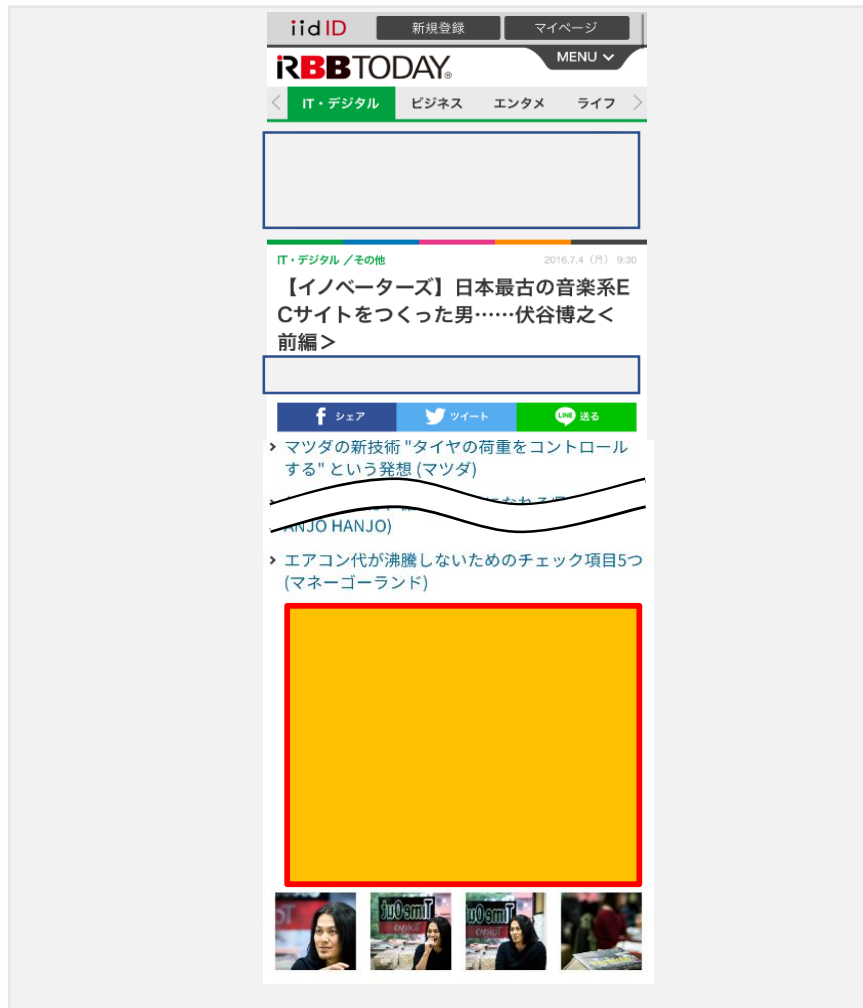 iid ID 新規登録 マイページ
RBB TODAY® MENU
IT・デジタル ビジネス エンタメ ライフ
IT・デジタル／その他 2016.7.4（月） 9:30
【イノベーターズ】日本最古の音楽系E
Cサイトをつくった男……伏谷博之＜
前編＞
シェア ツイート LINE 送る
マツダの新技術 "タイヤの荷重をコントロール
する" という発想 (マツダ)
ANJO HANJO)
エアコン代が沸騰しないためのチェック項目5つ
(マネーゴーランド)